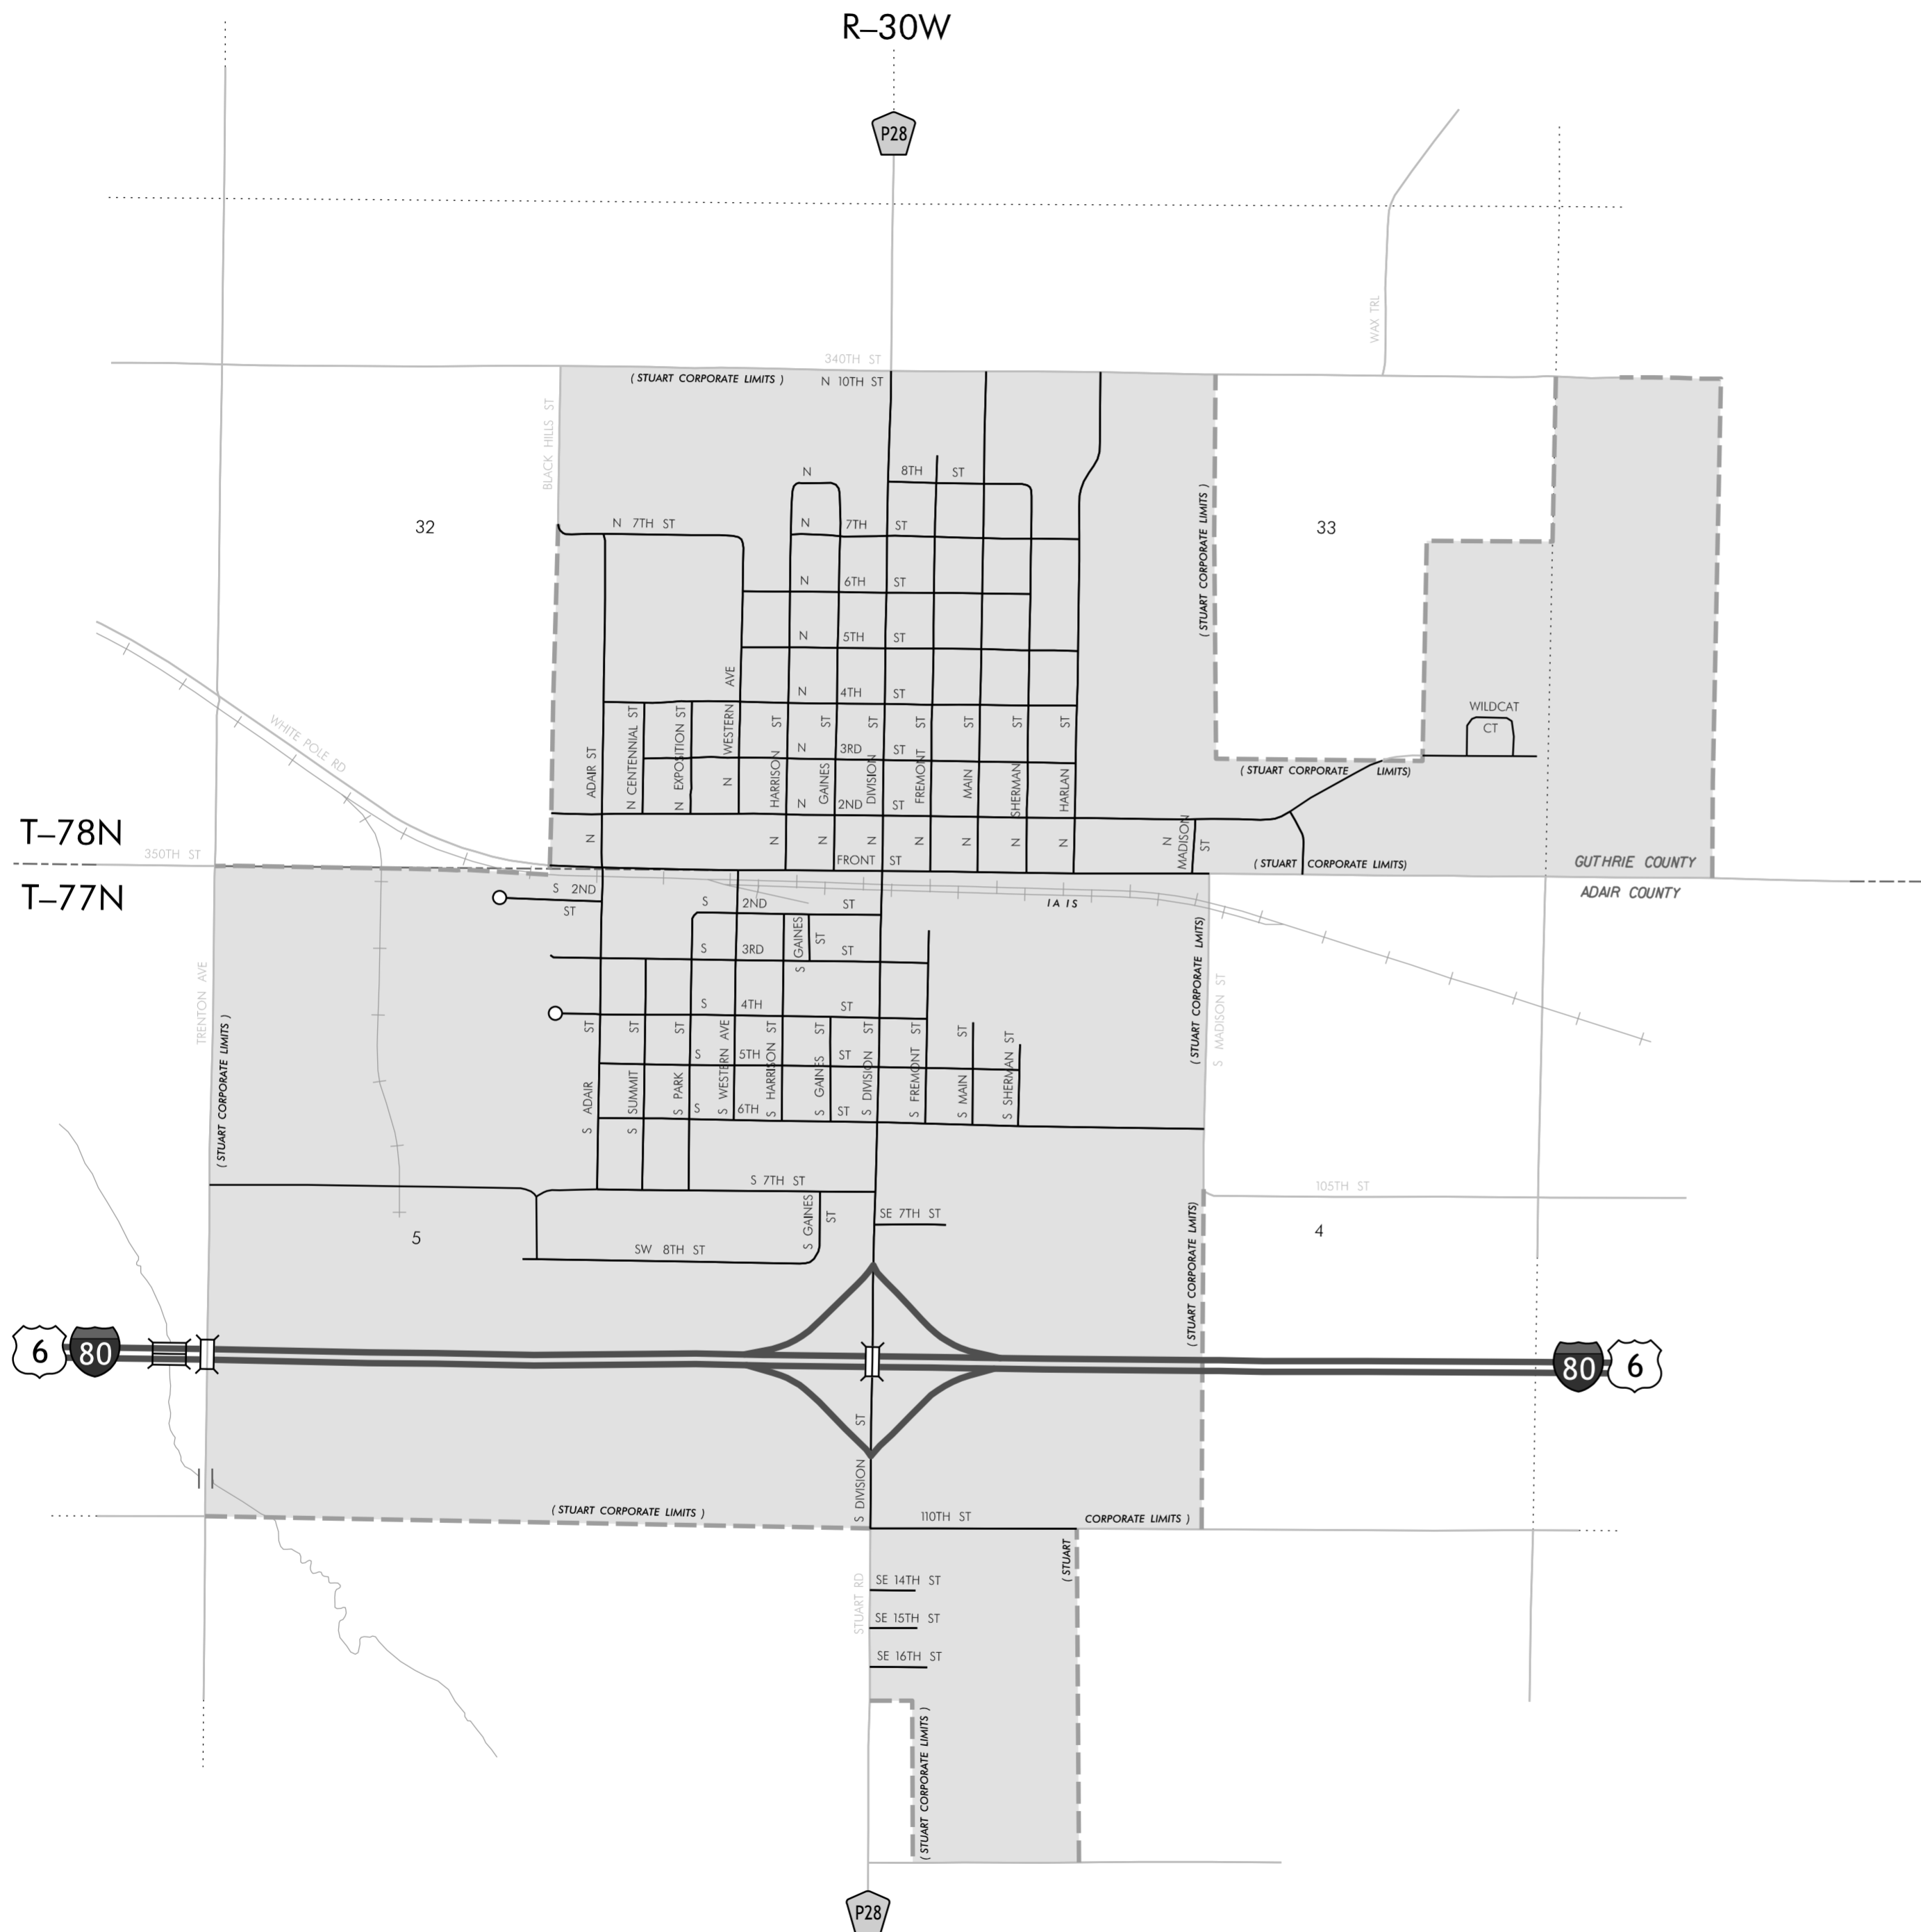 R–30W
P28
340TH ST
( STUART CORPORATE LIMITS )
N 10TH ST
WAX TRL
BLACK HILLS ST
N 8TH ST
32
N 7TH ST
N 7TH ST
33
( STUART CORPORATE LIMITS )
N 6TH ST
N 5TH ST
N 4TH ST
WILDCAT
CT
N 3RD ST
N ADAIR ST
N CENTENNIAL ST
N EXPOSITION ST
N WESTERN AVE
N HARRISON ST
N GAINES ST
N DIVISION ST
N FREMONT ST
N MAIN ST
N SHERMAN ST
N HARLAN ST
( STUART CORPORATE LIMITS)
WHITE POLE RD
N 2ND ST
N MADISON ST
T–78N
350TH ST
FRONT ST
( STUART CORPORATE LIMITS)
GUTHRIE COUNTY
T–77N
ADAIR COUNTY
S 2ND
ST
S 2ND ST
IA IS
S GAINES ST
S 3RD ST
TRENTON AVE
( STUART CORPORATE LIMITS )
(STUART CORPORATE LMITS)
S MADISON ST
S 4TH ST
S ADAIR ST
S SUMMIT ST
S PARK ST
S WESTERN AVE
S HARRISON ST
S GAINES ST
S DIVISION ST
S FREMONT ST
S MAIN ST
S SHERMAN ST
S 5TH ST
S 6TH ST
S 7TH ST
105TH ST
S GAINES ST
SE 7TH ST
5
4
SW 8TH ST
(STUART CORPORATE LIMITS)
6
80
80
6
S DIVISION ST
( STUART CORPORATE LIMITS )
110TH ST
( STUART CORPORATE LIMITS )
STUART RD
SE 14TH ST
SE 15TH ST
SE 16TH ST
( STUART CORPORATE LIMITS )
P28